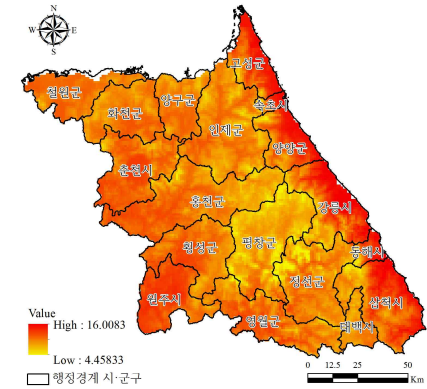 N
W E
S
고성군
철원군
양구군
속초시
화천군
인제군
양양군
춘천시
홍천군
강릉시
횡성군
평창군
동해시
정선군
원주시
삼척시
영월군
태백시
Value
High : 16.0083
Low : 4.45833
행정경계 시·군구
0 12.5 25 50
Km